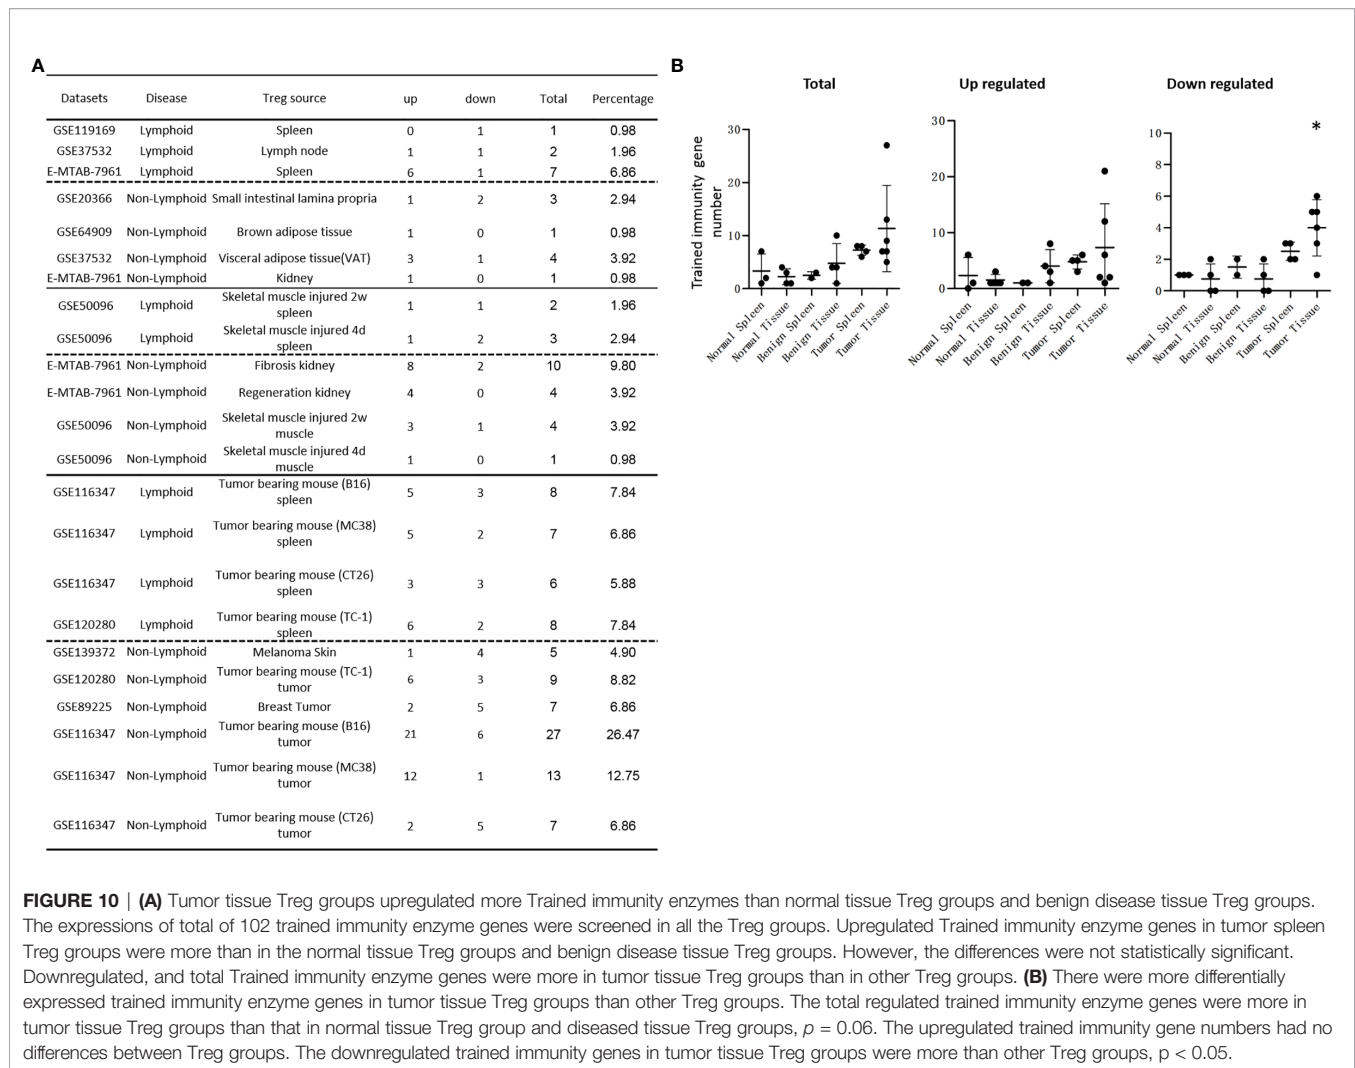 A
Datasets Disease Treg source up down Total Percentage
GSE119169 Lymphoid Spleen 0 1 1 0.98
GSE37532 Lymphoid Lymph node 1 1 2 1.96
E-MTAB-7961 Lymphoid Spleen 6 1 7 6.86
GSE20366 Non-Lymphoid Small intestinal lamina propria 1 2 3 2.94
GSE64909 Non-Lymphoid Brown adipose tissue 1 0 1 0.98
GSE37532 Non-Lymphoid Visceral adipose tissue(VAT) 3 1 4 3.92
E-MTAB-7961 Non-Lymphoid Kidney 1 0 1 0.98
GSE50096 Lymphoid Skeletal muscle injured 2w 1 1 2 1.96
spleen
GSE50096 Lymphoid Skeletal muscle injured 4d 1 2 3 2.94
spleen
E-MTAB-7961 Non-Lymphoid Fibrosis kidney 8 2 10 9.80
E-MTAB-7961 Non-Lymphoid Regeneration kidney 4 0 4 3.92
GSE50096 Non-Lymphoid Skeletal muscle injured 2w 3 1 4 3.92
muscle
GSE50096 Non-Lymphoid Skeletal muscle injured 4d 1 0 1 0.98
muscle
GSE116347 Lymphoid Tumor bearing mouse (B16) 5 3 8 7.84
spleen
GSE116347 Lymphoid Tumor bearing mouse (MC38) 5 2 7 6.86
spleen
GSE116347 Lymphoid Tumor bearing mouse (CT26) 3 3 6 5.88
spleen
GSE120280 Lymphoid Tumor bearing mouse (TC-1) 6 2 8 7.84
spleen
GSE139372 Non-Lymphoid Melanoma Skin 1 4 5 4.90
GSE120280 Non-Lymphoid Tumor bearing mouse (TC-1) 6 3 9 8.82
tumor
GSE89225 Non-Lymphoid Breast Tumor 2 5 7 6.86
GSE116347 Non-Lymphoid Tumor bearing mouse (B16) 21 6 27 26.47
tumor
GSE116347 Non-Lymphoid Tumor bearing mouse (MC38) 12 1 13 12.75
tumor
GSE116347 Non-Lymphoid Tumor bearing mouse (CT26) 2 5 7 6.86
tumor
B
Total
Trained immunity gene
number
30
20
10
0
Normal Spleen
Normal Tissue
Benign Spleen
Benign Tissue
Tumor Spleen
Tumor Tissue
Up regulated
30
20
10
0
Normal Spleen
Normal Tissue
Benign Spleen
Benign Tissue
Tumor Spleen
Tumor Tissue
Down regulated
*
10
8
6
4
2
0
Normal Spleen
Normal Tissue
Benign Spleen
Benign Tissue
Tumor Spleen
Tumor Tissue
FIGURE 10 | (A) Tumor tissue Treg groups upregulated more Trained immunity enzymes than normal tissue Treg groups and benign disease tissue Treg groups.
The expressions of total of 102 trained immunity enzyme genes were screened in all the Treg groups. Upregulated Trained immunity enzyme genes in tumor spleen
Treg groups were more than in the normal tissue Treg groups and benign disease tissue Treg groups. However, the differences were not statistically significant.
Downregulated, and total Trained immunity enzyme genes were more in tumor tissue Treg groups than in other Treg groups. (B) There were more differentially
expressed trained immunity enzyme genes in tumor tissue Treg groups than other Treg groups. The total regulated trained immunity enzyme genes were more in
tumor tissue Treg groups than that in normal tissue Treg group and diseased tissue Treg groups, p = 0.06. The upregulated trained immunity gene numbers had no
differences between Treg groups. The downregulated trained immunity genes in tumor tissue Treg groups were more than other Treg groups, p < 0.05.